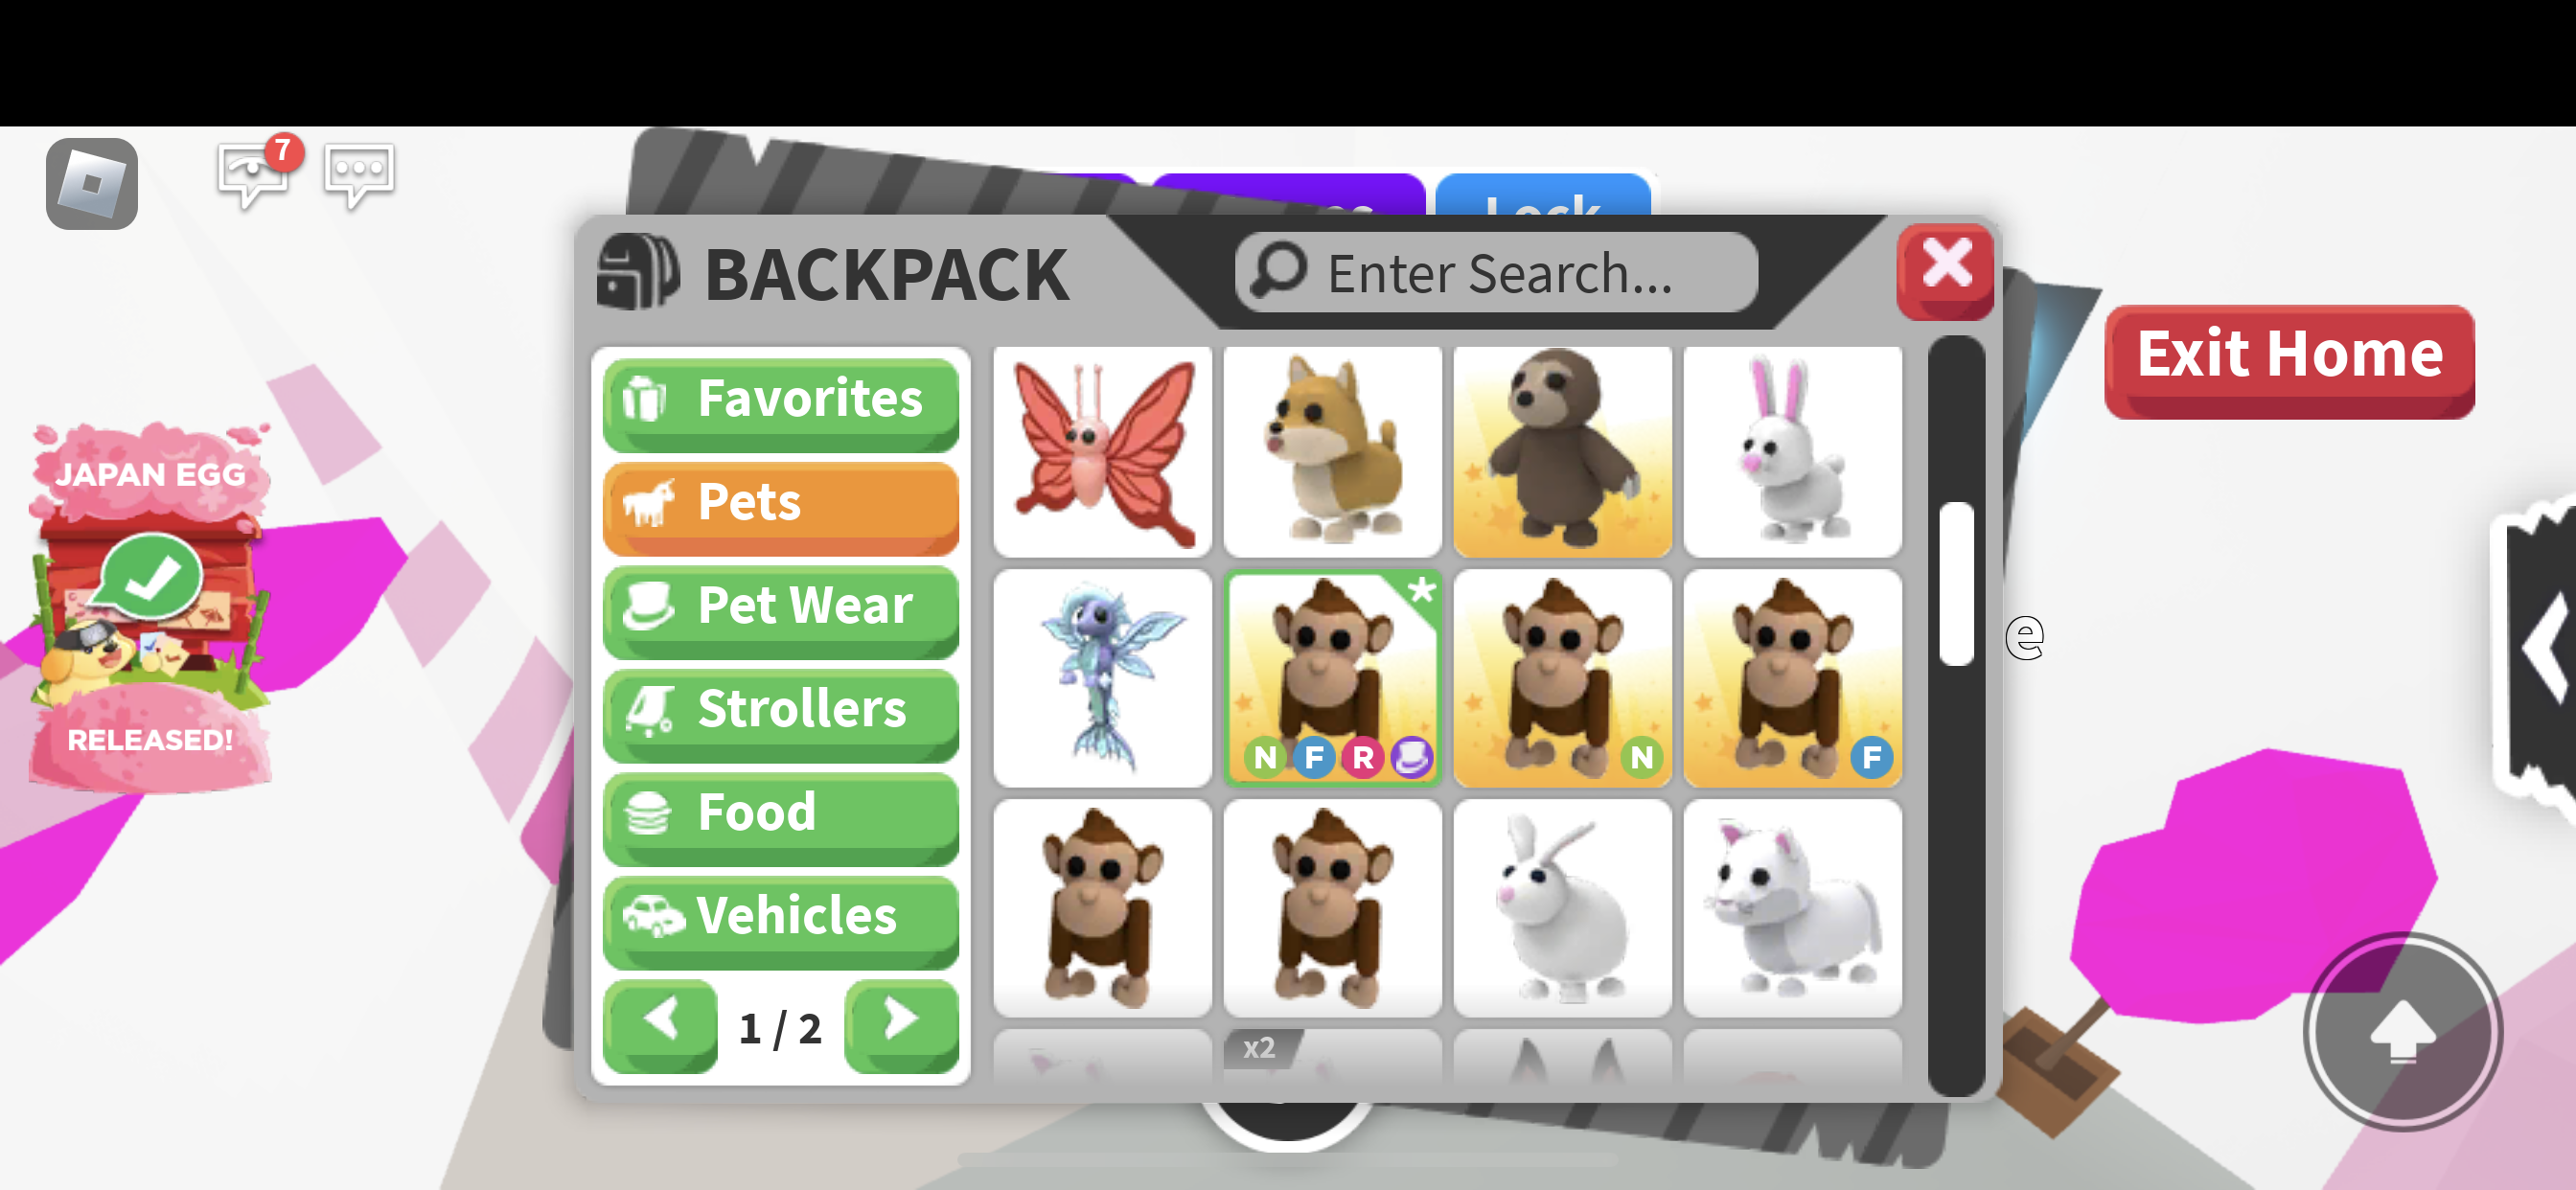 7
Lock
BACKPACK
Enter Search...
Exit Home
Favorites
Pets
Pet Wear
Strollers
Food
Vehicles
1 / 2
JAPAN EGG
RELEASED!
N F R
N
F
x2
e